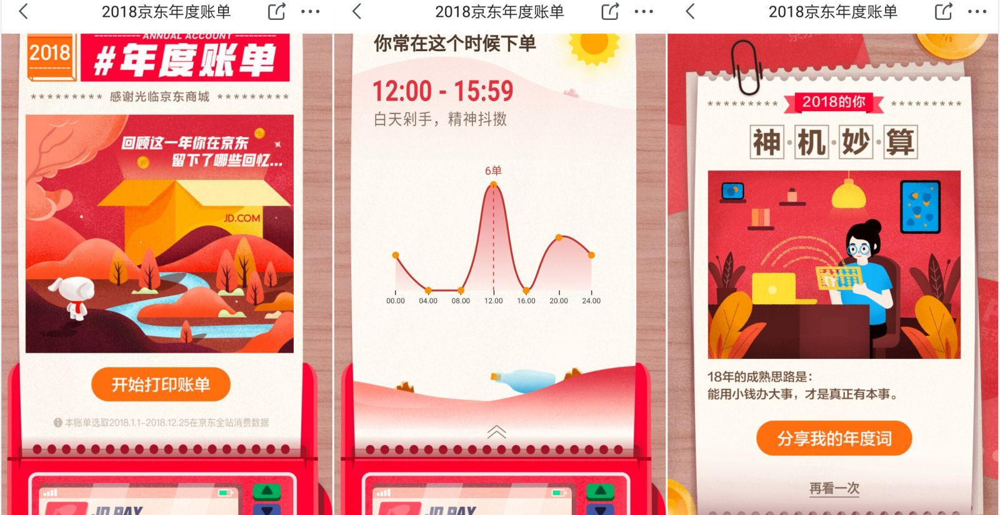 2018京东年度账单
2018
ANNUAL ACCOUNT
#年度账单
********* 感谢光临京东商城 *********
回顾这一年你在京东
留下了哪些回忆...
JD.COM
开始打印账单
本账单选取2018.1.1-2018.12.25在京东全站消费数据
JD PAY
2018京东年度账单
你常在这个时候下单
12:00 - 15:59
白天剁手，精神抖擞
6单
00.00 04.00 08.00 12.00 16.00 20.00 24.00
JD PAY
2018京东年度账单
********* 2018的你 *********
神·机·妙·算
18年的成熟思路是：
能用小钱办大事，才是真正有本事。
分享我的年度词
再看一次